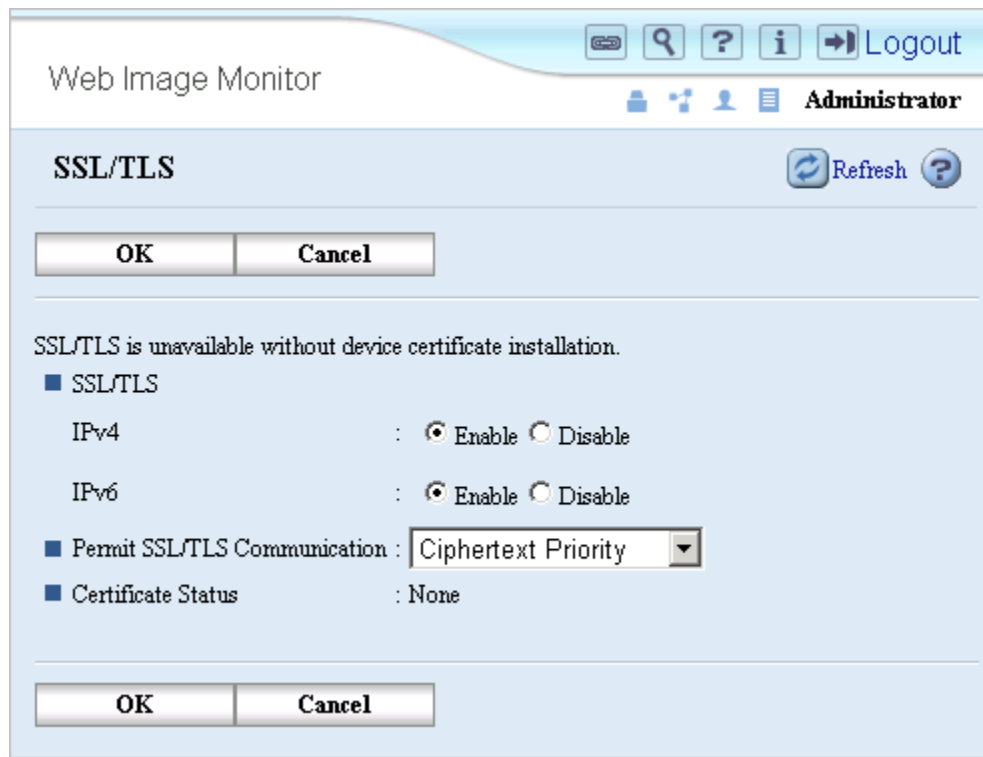 Logout
Web Image Monitor
Administrator
SSL/TLS
Refresh
OK Cancel
SSL/TLS is unavailable without device certificate installation.
SSL/TLS
IPv4 : Enable Disable
IPv6 : Enable Disable
Permit SSL/TLS Communication : Ciphertext Priority
Certificate Status : None
OK Cancel